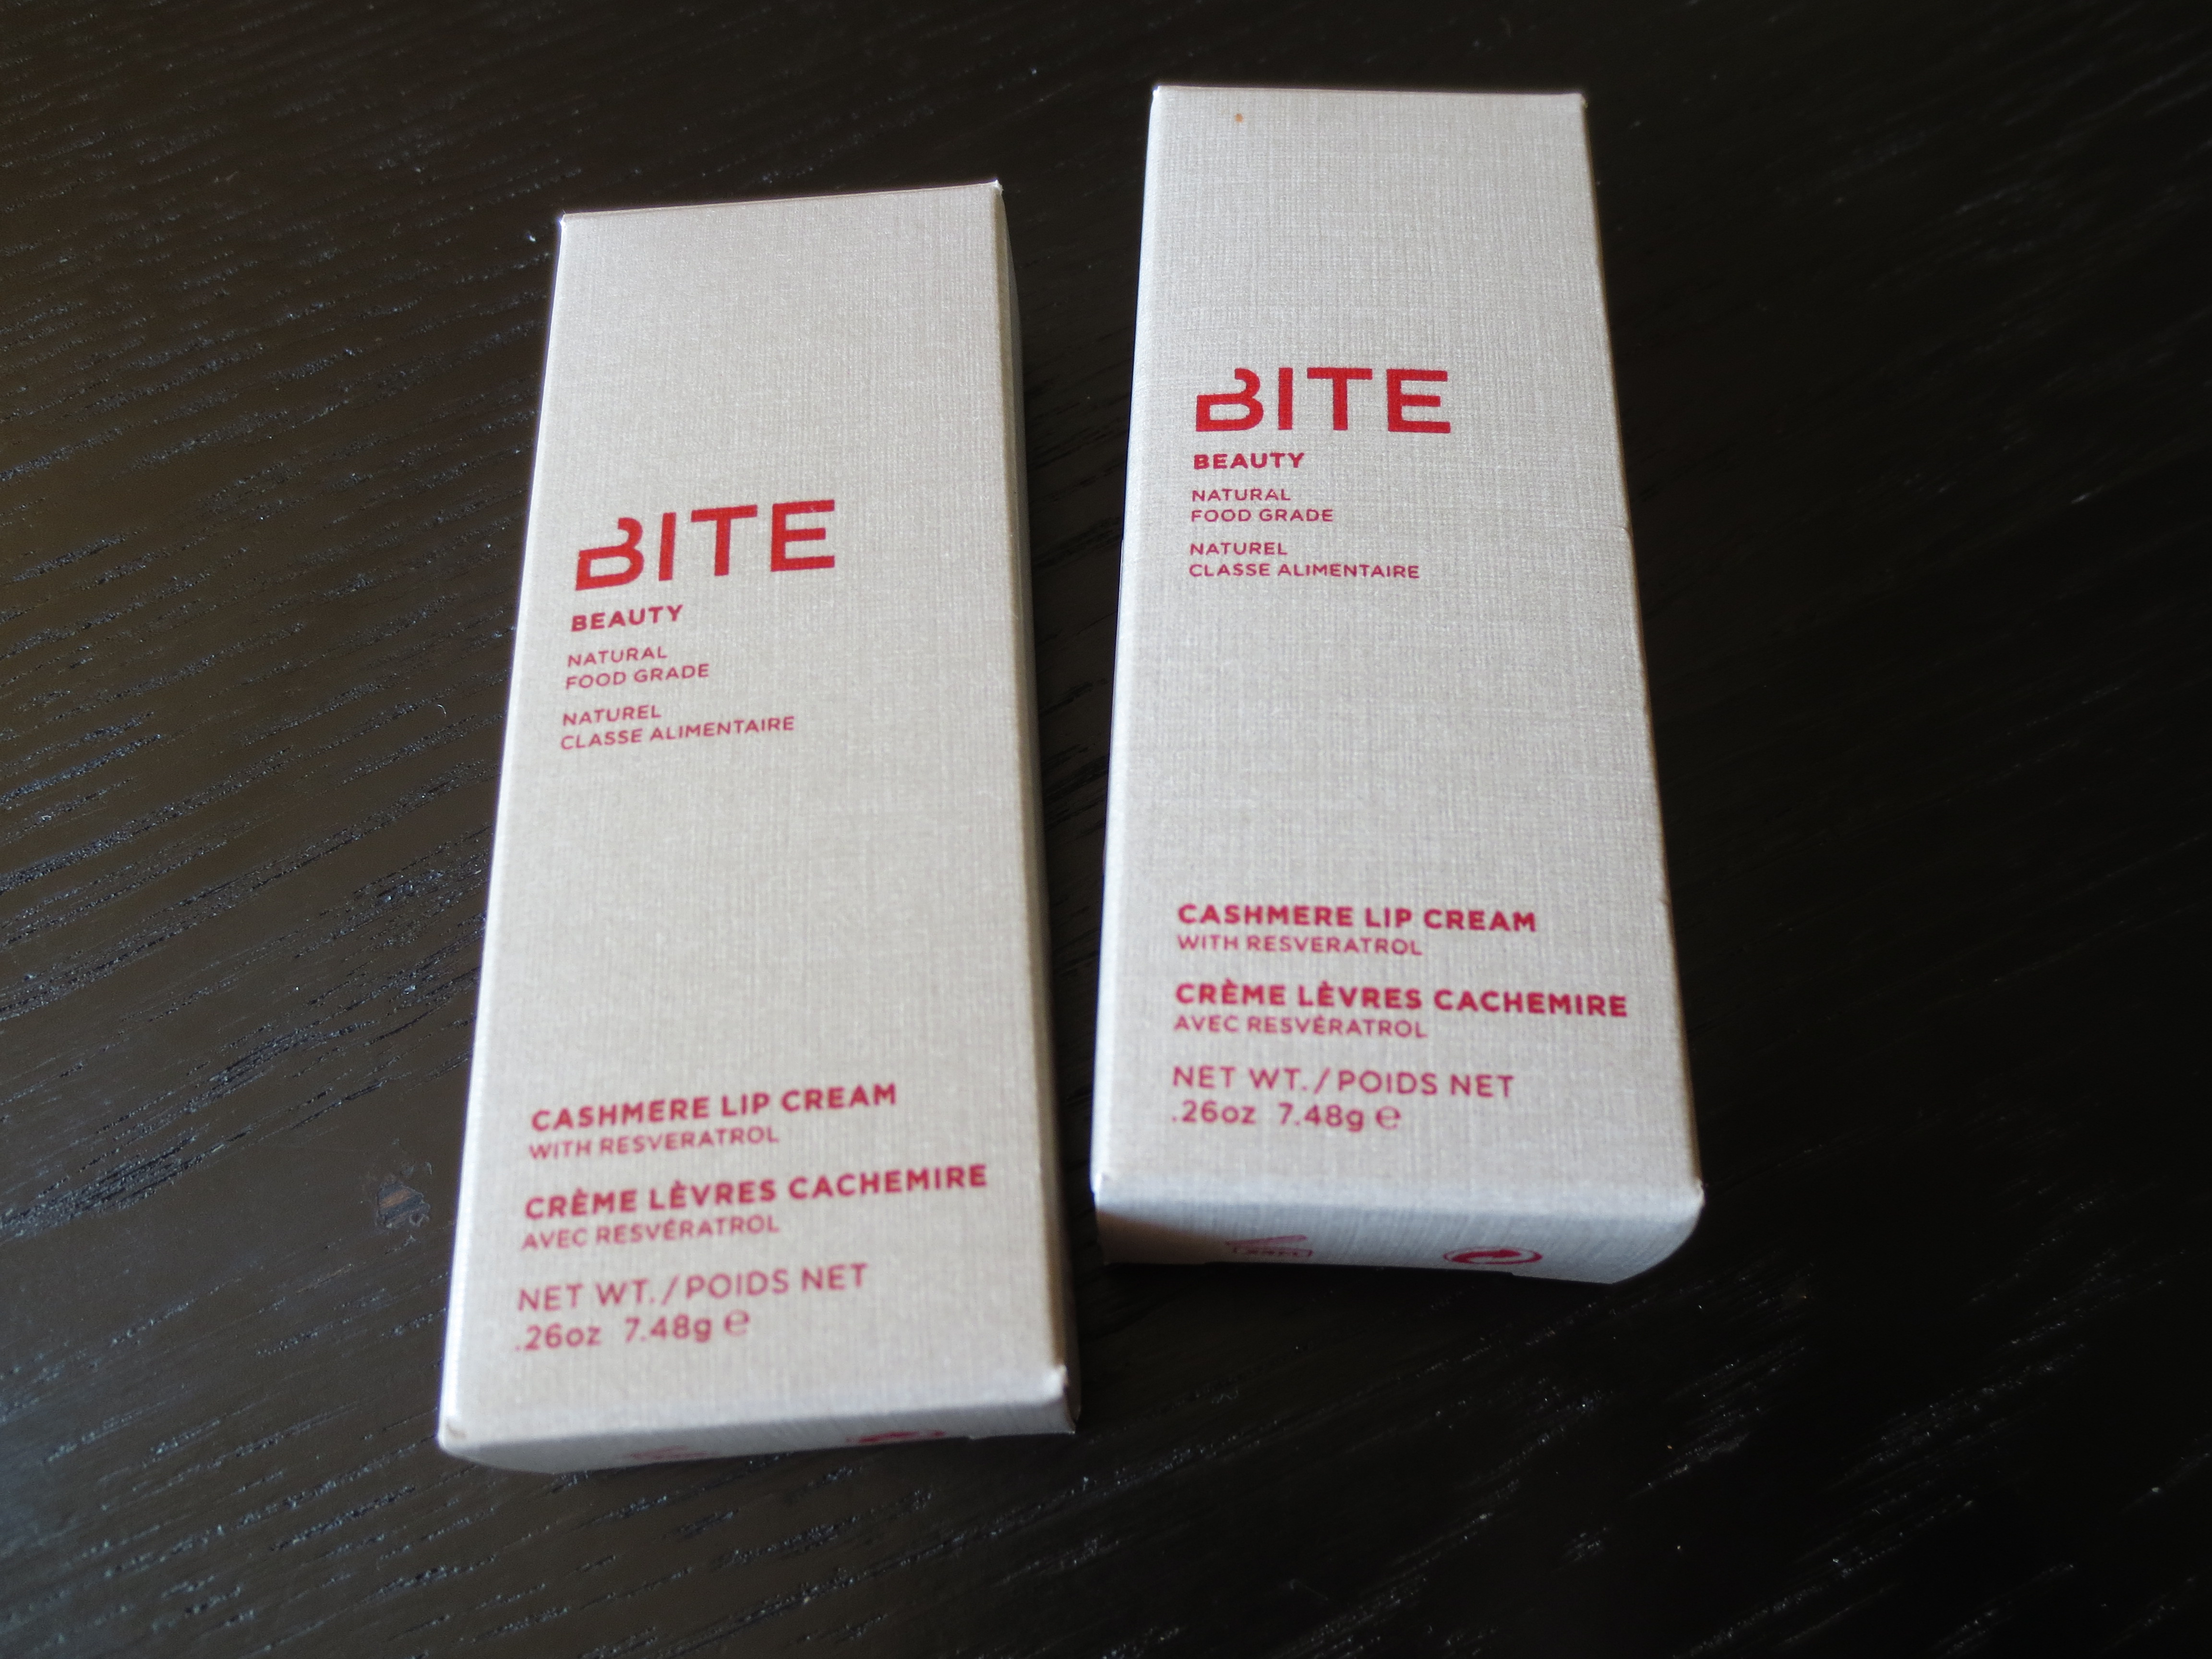 BITE
BEAUTY
NATURAL
FOOD GRADE
NATUREL
CLASSE ALIMENTAIRE
CASHMERE LIP CREAM
WITH RESVERATROL
CRÈME LÈVRES CACHEMIRE
AVEC RESVÉRATROL
NET WT. / POIDS NET
.26oz 7.48g ℮
BITE
BEAUTY
NATURAL
FOOD GRADE
NATUREL
CLASSE ALIMENTAIRE
CASHMERE LIP CREAM
WITH RESVERATROL
CRÈME LÈVRES CACHEMIRE
AVEC RESVÉRATROL
NET WT. / POIDS NET
.26oz 7.48g ℮